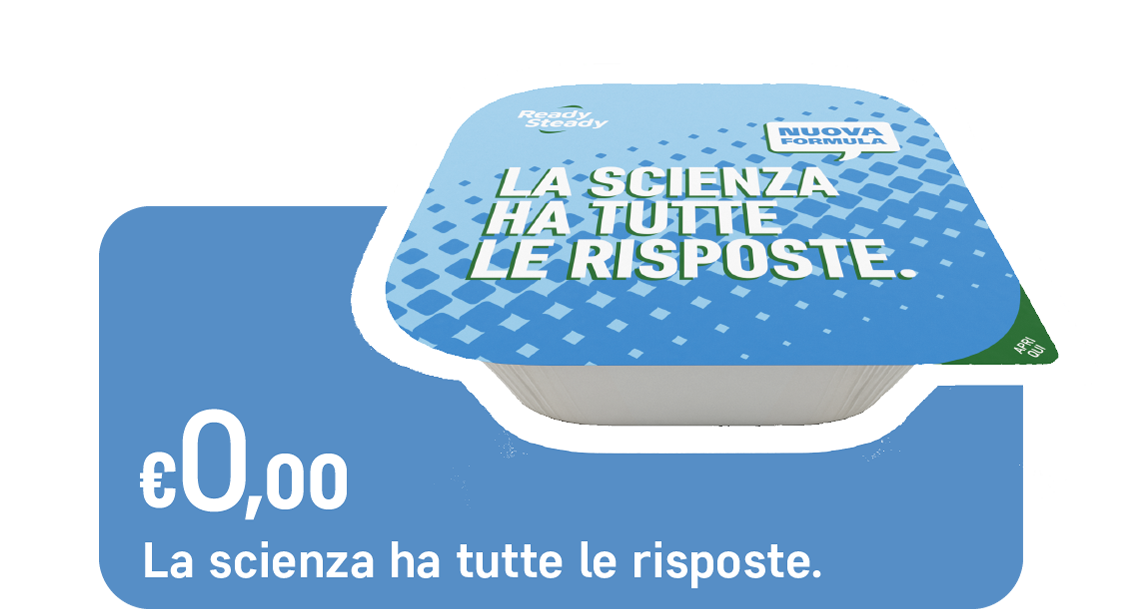 Ready
Steady
NUOVA
FORMULA
LA SCIENZA
HA TUTTE
LE RISPOSTE.
APRI
QUI
€0,00
La scienza ha tutte le risposte.